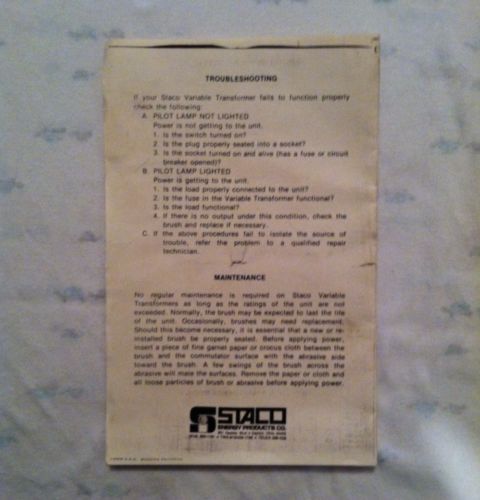 TROUBLESHOOTING
If your Staco Variable Transformer fails to function properly
check the following:
A. PILOT LAMP NOT LIGHTED
Power is not getting to the unit.
1. Is the switch turned on?
2. Is the plug properly seated into a socket?
3. Is the socket turned on and alive (has a fuse or circuit
breaker opened)?
B. PILOT LAMP LIGHTED
Power is getting to the unit.
1. Is the load properly connected to the unit?
2. Is the fuse in the Variable Transformer functional?
3. Is the load functional?
4. If there is no output under this condition, check the
brush and replace if necessary.
C. If the above procedures fail to isolate the source of
trouble, refer the problem to a qualified repair
technician.
MAINTENANCE
No regular maintenance is required on Staco Variable
Transformers as long as the ratings of the unit are not
exceeded. Normally, the brush may be expected to last the life
of the unit. Occasionally, brushes may need replacement.
Should this become necessary, it is essential that a new or re-
installed brush be properly seated. Before applying power,
insert a piece of fine garnet paper or crocus cloth between the
brush and the commutator surface with the abrasive side
toward the brush. A few swings of the brush across the
abrasive will mate the surfaces. Remove the paper or cloth and
all loose particles of brush or abrasive before applying power.
STACO
ENERGY PRODUCTS CO.